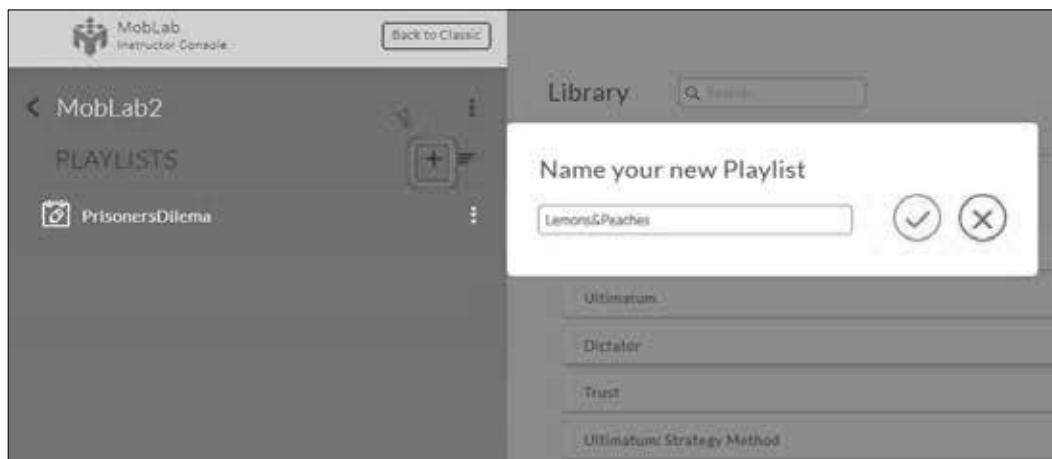 MobLab
Instructor Console
Back to Classic
MobLab2
PLAYLISTS
PrisonersDilema
Library
Search
Name your new Playlist
Lemons&Peaches
Ultimatum
Dictator
Trust
Ultimatum: Strategy Method